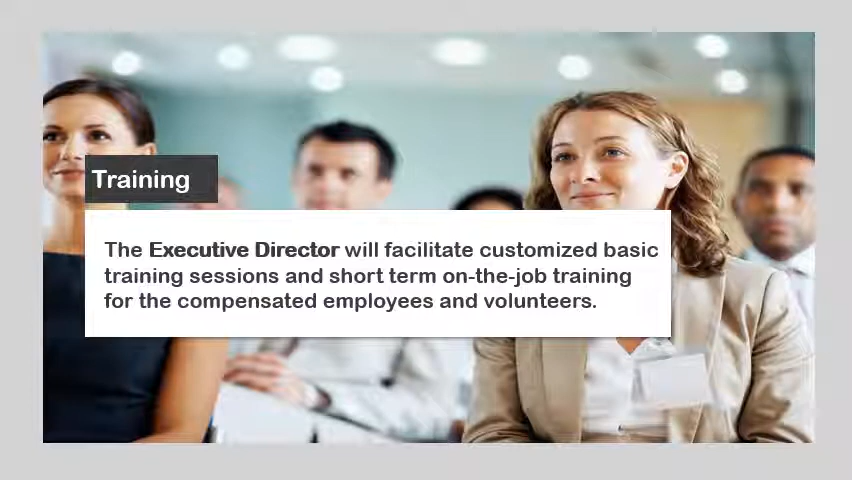 Training
The Executive Director will facilitate customized basic
training sessions and short term on-the-job training
for the compensated employees and volunteers.